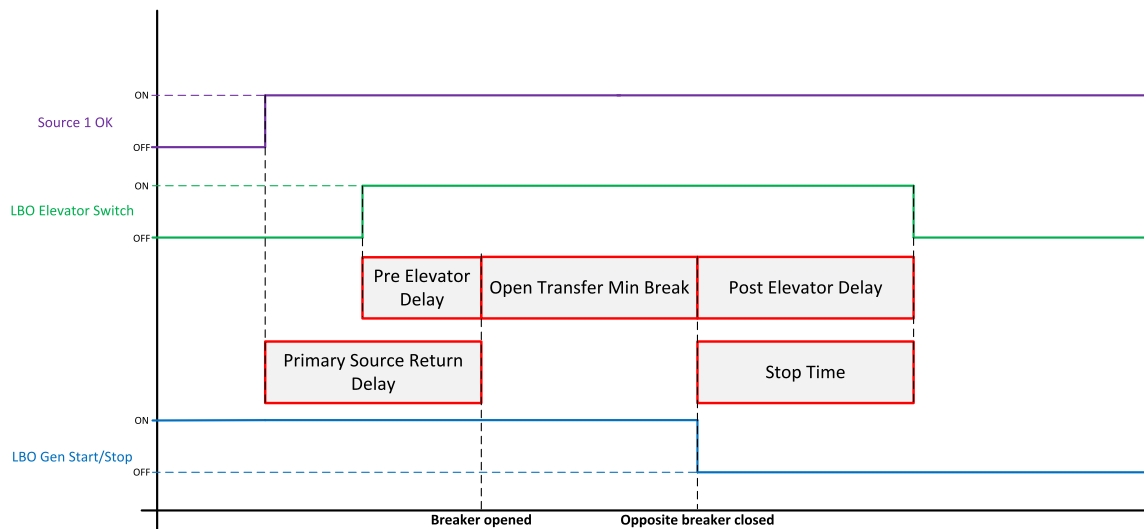 ON
Source 1 OK
OFF
ON
LBO Elevator Switch
OFF
Pre Elevator
Delay
Open Transfer Min Break
Post Elevator Delay
Primary Source Return
Delay
Stop Time
ON
LBO Gen Start/Stop
OFF
Breaker opened
Opposite breaker closed